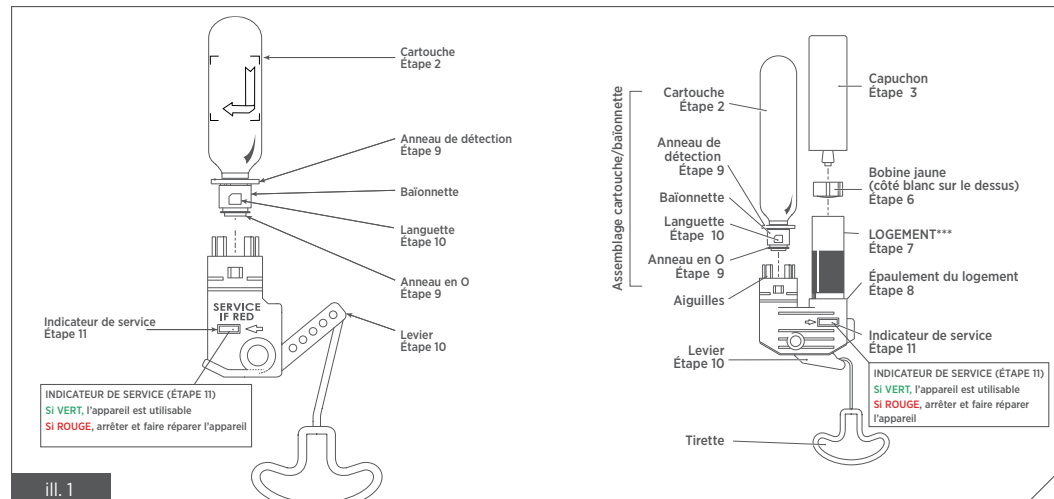 Cartouche
Étape 2
Anneau de détection
Étape 9
Baïonnette
Languette
Étape 10
Anneau en O
Étape 9
SERVICE
IF RED
Indicateur de service
Étape 11
Levier
Étape 10
INDICATEUR DE SERVICE (ÉTAPE 11)
Si VERT, l'appareil est utilisable
Si ROUGE, arrêter et faire réparer l'appareil
ill. 1
Assemblage cartouche/baïonnette
Cartouche
Étape 2
Anneau de
détection
Étape 9
Baïonnette
Languette
Étape 10
Anneau en O
Étape 9
Aiguilles
Levier
Étape 10
Tirette
Capuchon
Étape 3
Bobine jaune
(côté blanc sur le dessus)
Étape 6
LOGEMENT***
Étape 7
Épaulement du logement
Étape 8
Indicateur de service
Étape 11
INDICATEUR DE SERVICE (ÉTAPE 11)
Si VERT, l'appareil est utilisable
Si ROUGE, arrêter et faire réparer
l'appareil